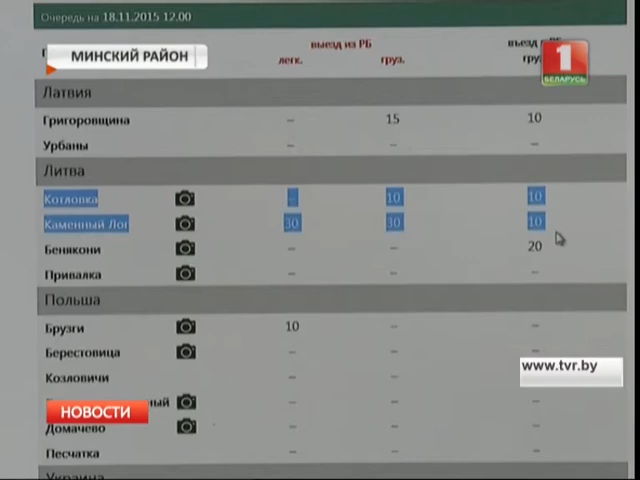 Очередь на 18.11.2015 12.00
МИНСКИЙ РАЙОН
выезд из РБ
легк. груз.
1
БЕЛАРУСЬ
Латвия
Григоровщина – 15 10
Урбаны – – –
Литва
Котловка - 10 10
Каменный Лог 30 30 10
Бенякони – – 20
Привалка – – –
Польша
Брузги 10 – –
Берестовица – – –
Козловичи – – –
www.tvr.by
ный – – –
НОВОСТИ
Домачево – – –
Песчатка – – –
Украина